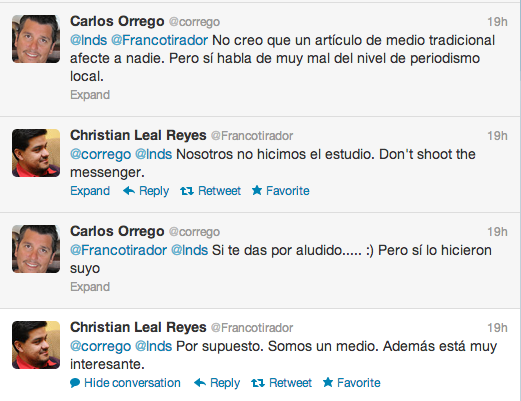 Carlos Orrego @corrego 19h
@lnds @Francotirador No creo que un artículo de medio tradicional
afecte a nadie. Pero sí habla de muy mal del nivel de periodismo
local.
Expand
Christian Leal Reyes @Francotirador 19h
@corrego @lnds Nosotros no hicimos el estudio. Don't shoot the
messenger.
Expand Reply Retweet Favorite
Carlos Orrego @corrego 19h
@Francotirador @lnds Si te das por aludido..... :) Pero sí lo hicieron
suyo
Expand
Christian Leal Reyes @Francotirador 19h
@corrego @lnds Por supuesto. Somos un medio. Además está muy
interesante.
Hide conversation Reply Retweet Favorite